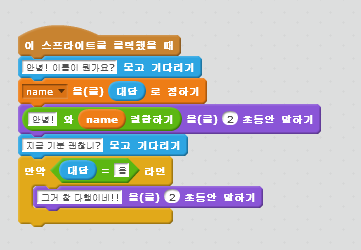 이 스프라이트를 클릭했을 때
안녕! 이름이 뭔가요? 묻고 기다리기
name 을(를) 대답 로 정하기
안녕! 와 name 결합하기 을(를) 2 초동안 말하기
지금 기분 괜찮니? 묻고 기다리기
만약 대답 = 응 라면
그거 참 다행이네!! 을(를) 2 초동안 말하기